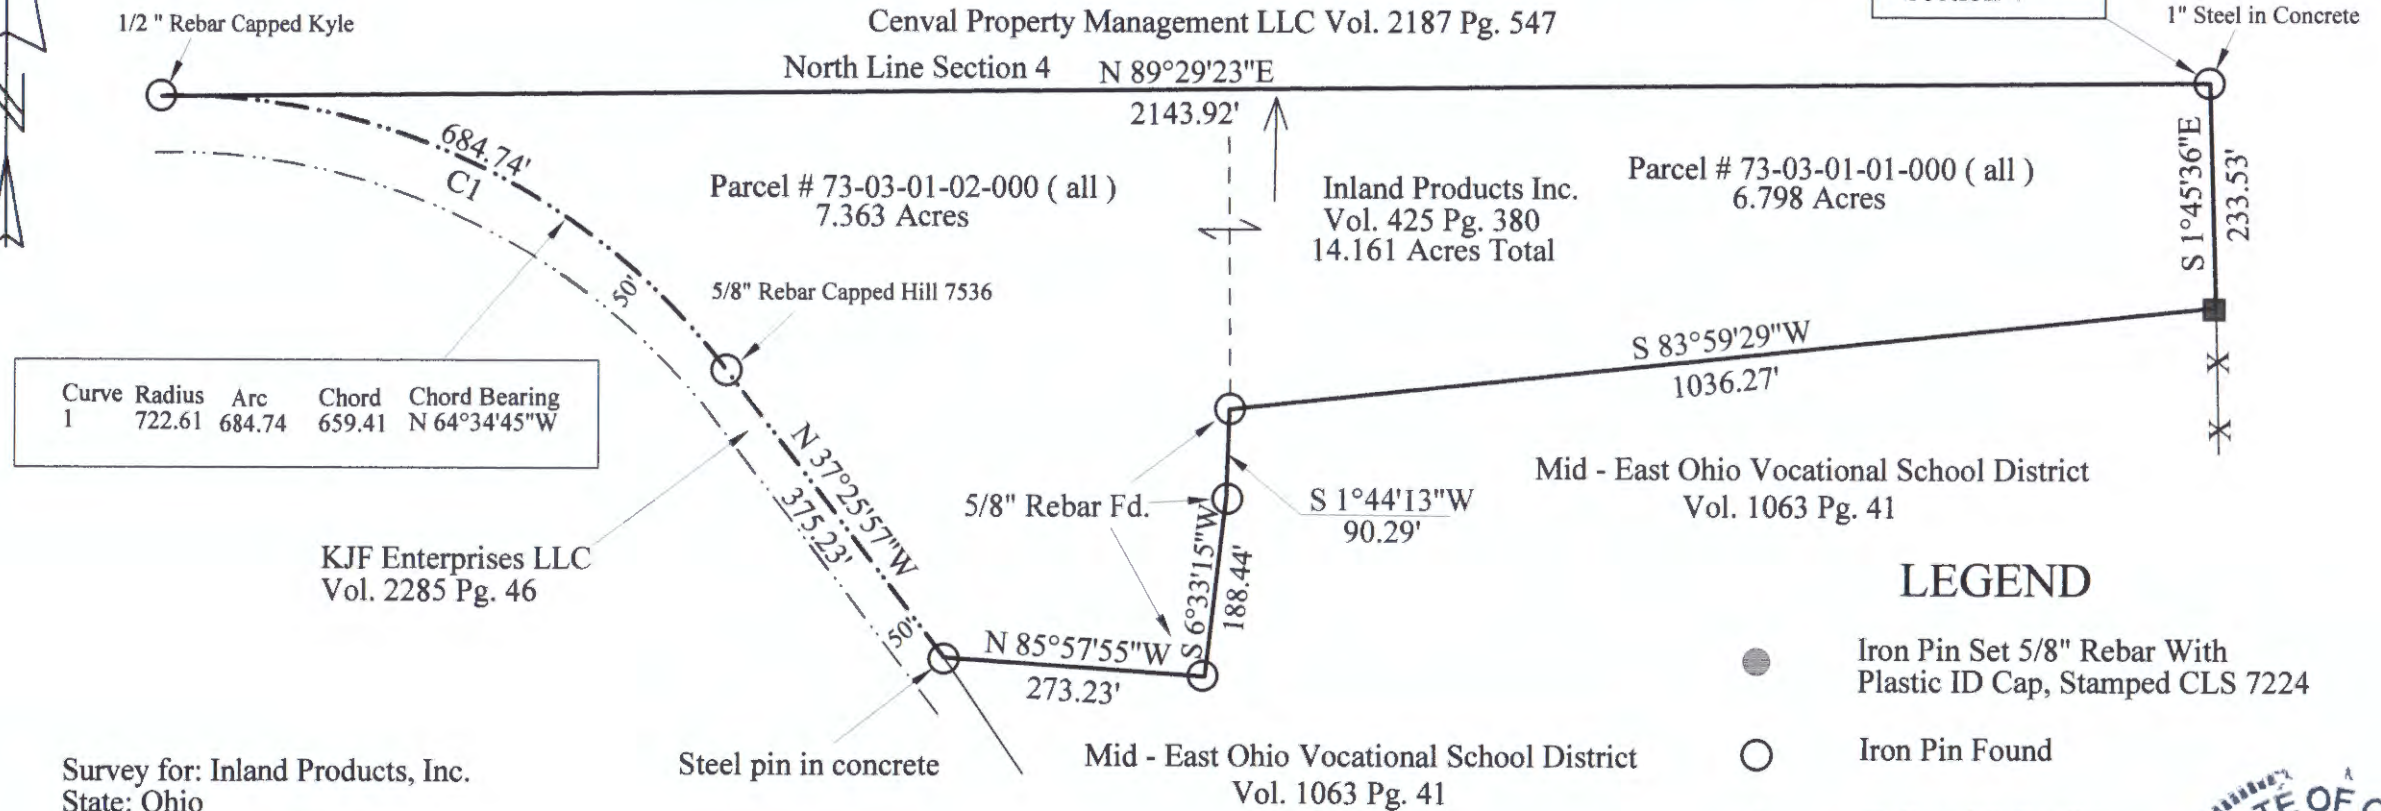 1/2 " Rebar Capped Kyle
Cenval Property Management LLC Vol. 2187 Pg. 547
1" Steel in Concrete
North Line Section 4 N 89°29'23"E
2143.92'
684.74'
C1
Parcel # 73-03-01-02-000 ( all )
7.363 Acres
Inland Products Inc.
Vol. 425 Pg. 380
14.161 Acres Total
Parcel # 73-03-01-01-000 ( all )
6.798 Acres
S 1°45'36"E
233.53'
50'
5/8" Rebar Capped Hill 7536
S 83°59'29"W
1036.27'
Curve Radius Arc Chord Chord Bearing
1 722.61 684.74 659.41 N 64°34'45"W
X
X
N 37°25'57"W
375.23'
5/8" Rebar Fd.
S 1°44'13"W
90.29'
Mid - East Ohio Vocational School District
Vol. 1063 Pg. 41
KJF Enterprises LLC
Vol. 2285 Pg. 46
S 6°33'15"W
188.44'
50'
N 85°57'55"W
273.23'
LEGEND
Iron Pin Set 5/8" Rebar With
Plastic ID Cap, Stamped CLS 7224
Iron Pin Found
Steel pin in concrete
Mid - East Ohio Vocational School District
Vol. 1063 Pg. 41
Survey for: Inland Products, Inc.
State: Ohio
OF